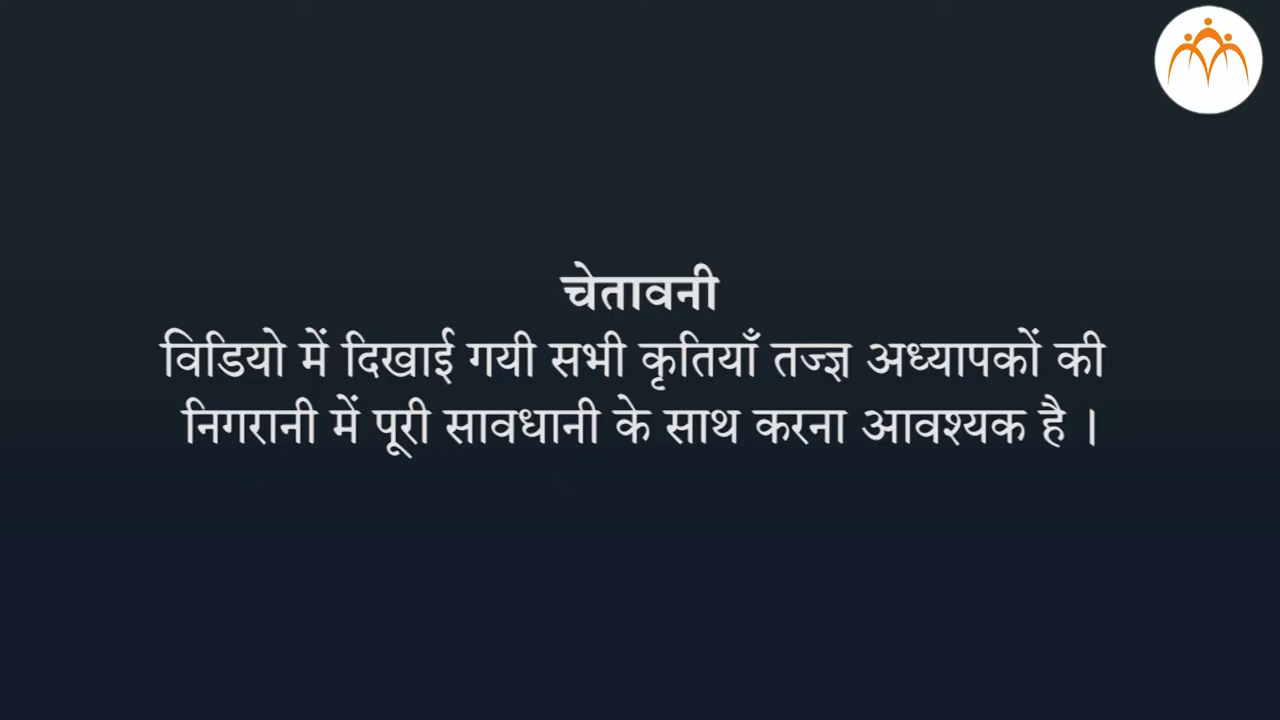 चेतावनी
विडियो में दिखाई गयी सभी कृतियाँ तज्ज्ञ अध्यापकों की
निगरानी में पूरी सावधानी के साथ करना आवश्यक है ।